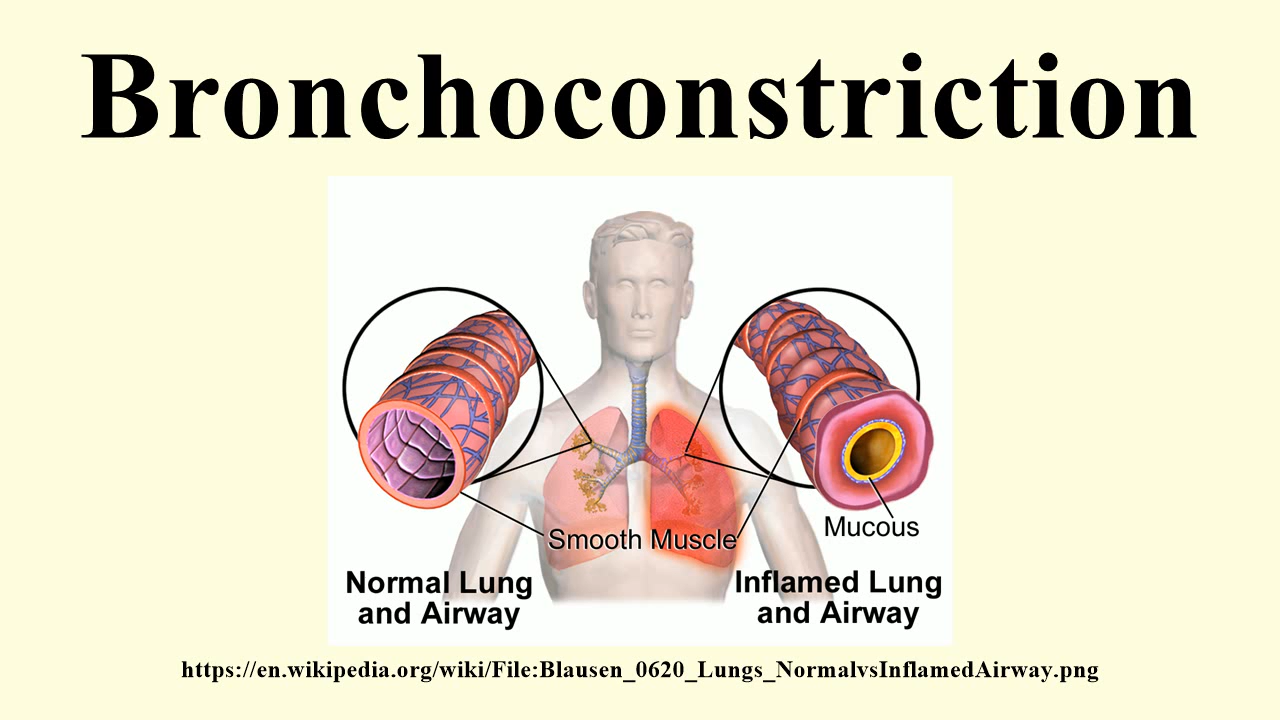 Bronchoconstriction
Smooth Muscle
Mucous
Normal Lung
and Airway
Inflamed Lung
and Airway
https://en.wikipedia.org/wiki/File:Blausen_0620_Lungs_NormalvsInflamedAirway.png